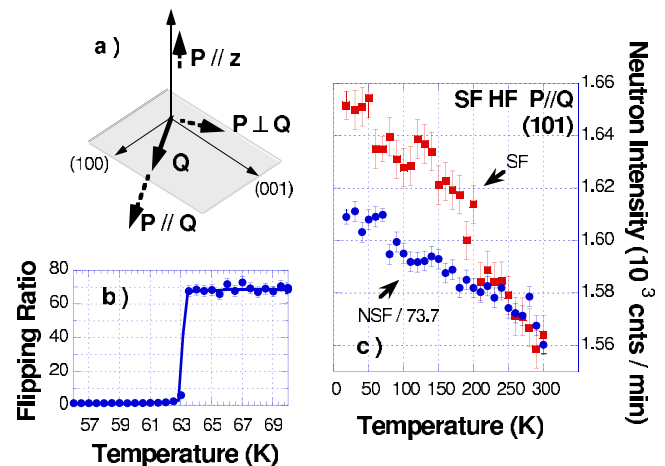 a )
P // z
P ⊥ Q
(100)
Q
(001)
P // Q
80
60
40
20
0
b )
Flipping Ratio
57 59 61 63 65 67 69
Temperature (K)
SF HF P//Q
(101)
SF
NSF / 73.7
c )
1.66
1.64
1.62
1.60
1.58
1.56
0 50 100 150 200 250 300
Temperature (K)
Neutron Intensity (10³ cnts / min)